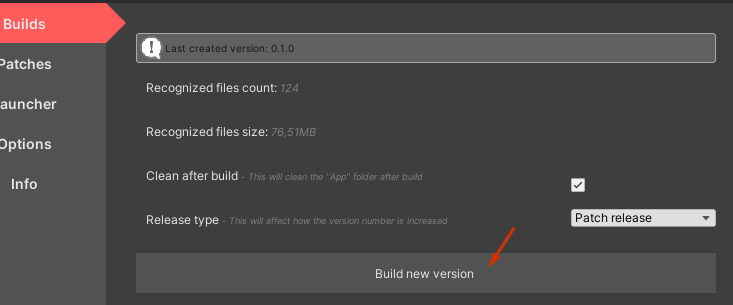 Builds
! Last created version: 0.1.0
Patches
Recognized files count: 124
auncher
Recognized files size: 76,51MB
Options
Clean after build - This will clean the "App" folder after build
Info
Release type - This will affect how the version number is increased
Patch release
Build new version